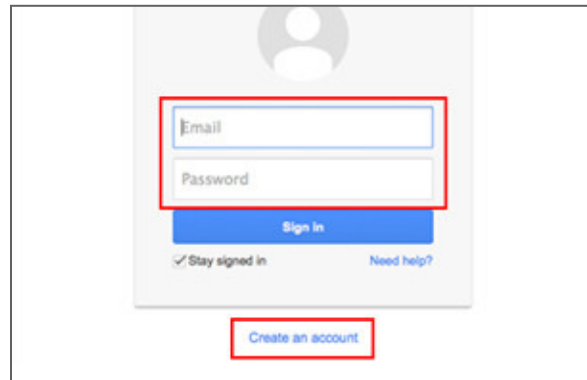 Email
Password
Sign in
Stay signed in Need help?
Create an account